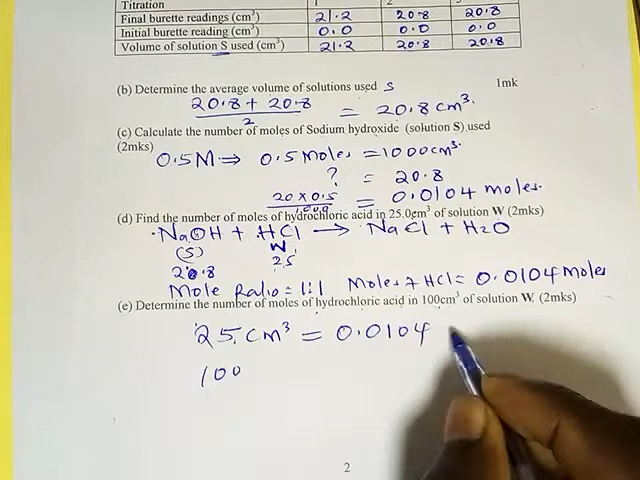 Titration 1 2
Final burette readings (cm³) 21.2 20.8 20.8
Initial burette reading (cm³) 0.0 0.0 0.0
Volume of solution S used (cm³) 21.2 20.8 20.8
(b) Determine the average volume of solutions used S 1mk
20.8 + 20.8
2
= 20.8 cm³.
(c) Calculate the number of moles of Sodium hydroxide (solution S) used
(2mks)
0.5M ⇒ 0.5 Moles = 1000cm³.
? = 20.8
20 × 0.5
1000
= 0.0104 moles.
(d) Find the number of moles of hydrochloric acid in 25.0cm³ of solution W (2mks)
NaOH + HCl → NaCl + H2O
(S) W
20.8 25
Mole Ratio = 1:1 Moles of HCl = 0.0104 Moles
(e) Determine the number of moles of hydrochloric acid in 100cm³ of solution W. (2mks)
25. cm³ = 0.0104
100
2